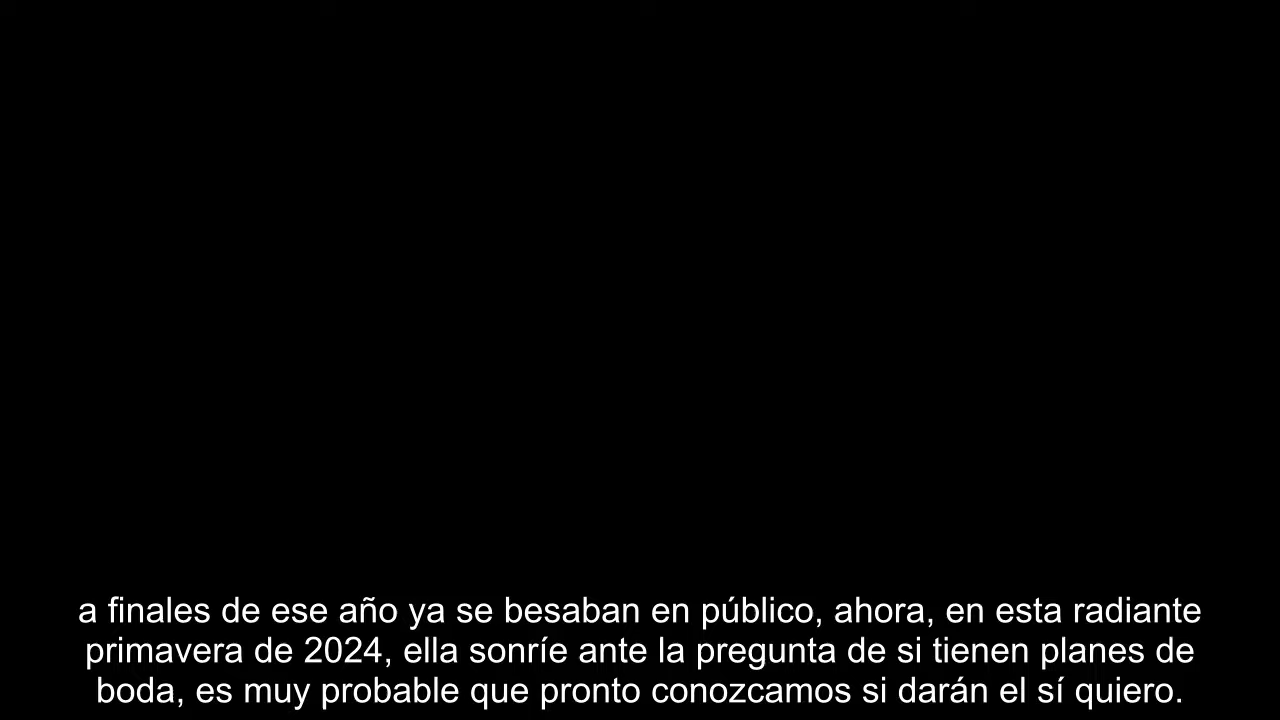 a finales de ese año ya se besaban en público, ahora, en esta radiante
primavera de 2024, ella sonríe ante la pregunta de si tienen planes de
boda, es muy probable que pronto conozcamos si darán el sí quiero.